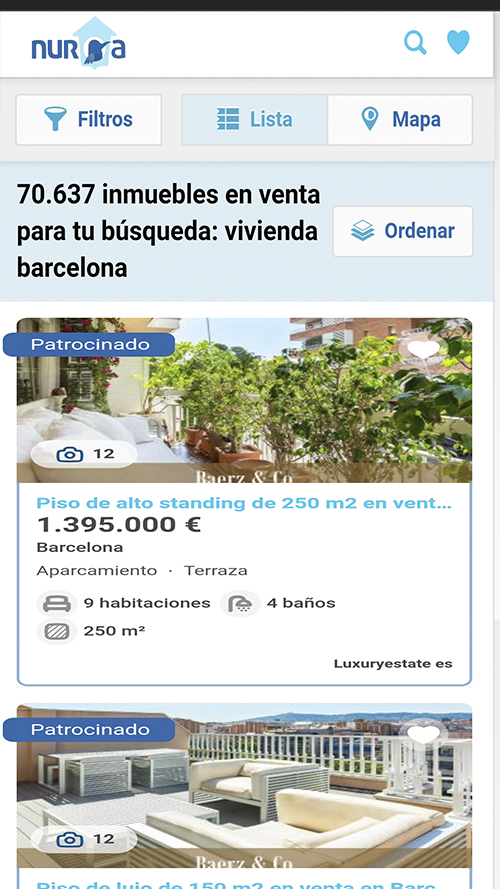 nuroa
Filtros
Lista
Mapa
70.637 inmuebles en venta
para tu búsqueda: vivienda
barcelona
Ordenar
Patrocinado
12
Baerz & Co
Piso de alto standing de 250 m2 en vent...
1.395.000 €
Barcelona
Aparcamiento · Terraza
9 habitaciones
4 baños
250 m²
Luxuryestate es
Patrocinado
12
Baerz & Co
Piso de lujo de 150 m2 en venta en Barc...